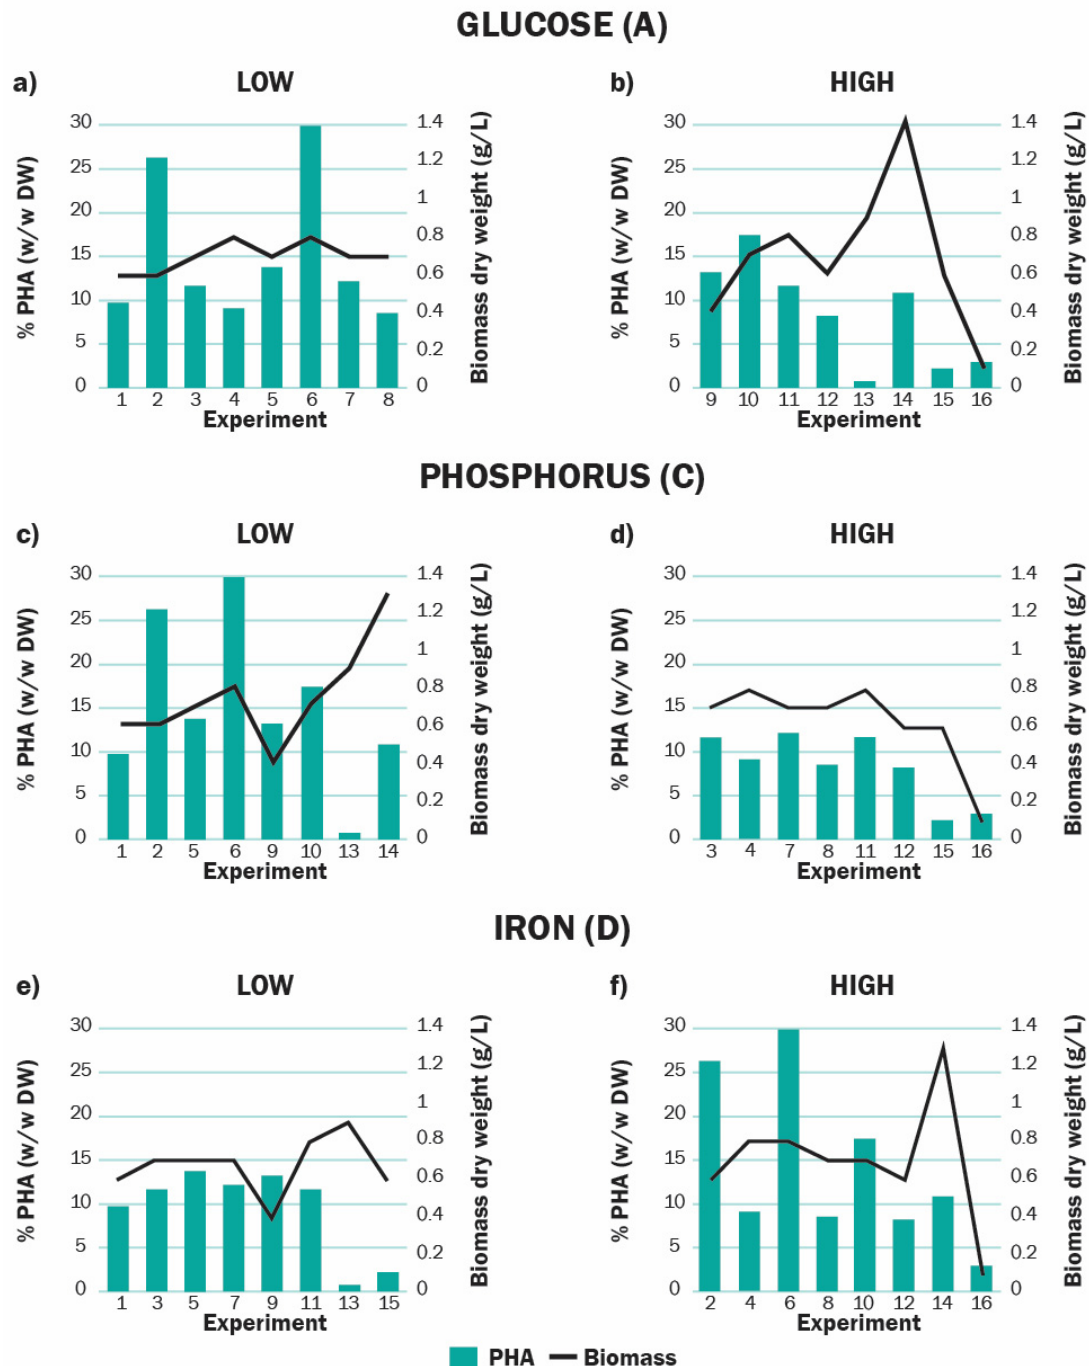 GLUCOSE (A)
a)
LOW
% PHA (w/w DW)
30
25
20
15
10
5
0
1.4
1.2
1
0.8
0.6
0.4
0.2
0
Biomass dry weight (g/L)
1 2 3 4 5 6 7 8
Experiment
b)
HIGH
% PHA (w/w DW)
30
25
20
15
10
5
0
1.4
1.2
1
0.8
0.6
0.4
0.2
0
Biomass dry weight (g/L)
9 10 11 12 13 14 15 16
Experiment
PHOSPHORUS (C)
c)
LOW
% PHA (w/w DW)
30
25
20
15
10
5
0
1.4
1.2
1
0.8
0.6
0.4
0.2
0
Biomass dry weight (g/L)
1 2 5 6 9 10 13 14
Experiment
d)
HIGH
% PHA (w/w DW)
30
25
20
15
10
5
0
1.4
1.2
1
0.8
0.6
0.4
0.2
0
Biomass dry weight (g/L)
3 4 7 8 11 12 15 16
Experiment
IRON (D)
e)
LOW
% PHA (w/w DW)
30
25
20
15
10
5
0
1.4
1.2
1
0.8
0.6
0.4
0.2
0
Biomass dry weight (g/L)
1 3 5 7 9 11 13 15
Experiment
f)
HIGH
% PHA (w/w DW)
30
25
20
15
10
5
0
1.4
1.2
1
0.8
0.6
0.4
0.2
0
Biomass dry weight (g/L)
2 4 6 8 10 12 14 16
Experiment
PHA Biomass